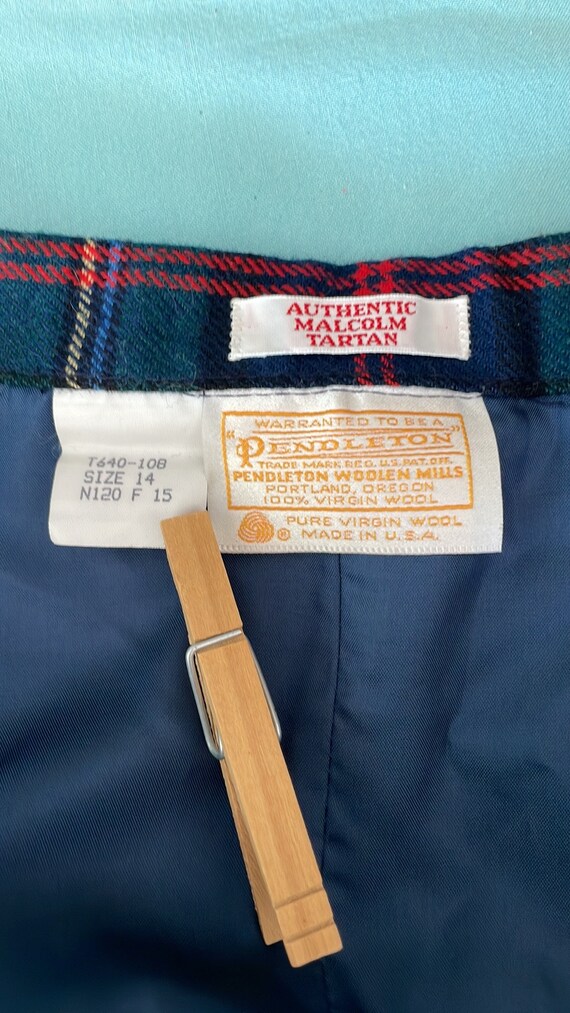 AUTHENTIC
MALCOLM
TARTAN
T640-108
SIZE 14
N120 F 15
WARRANTED TO BE A
"PENDLETON"
TRADE MARK REG. U.S. PAT. OFF.
PENDLETON WOOLEN MILLS
PORTLAND, OREGON
100% VIRGIN WOOL
® PURE VIRGIN WOOL
MADE IN U.S.A.